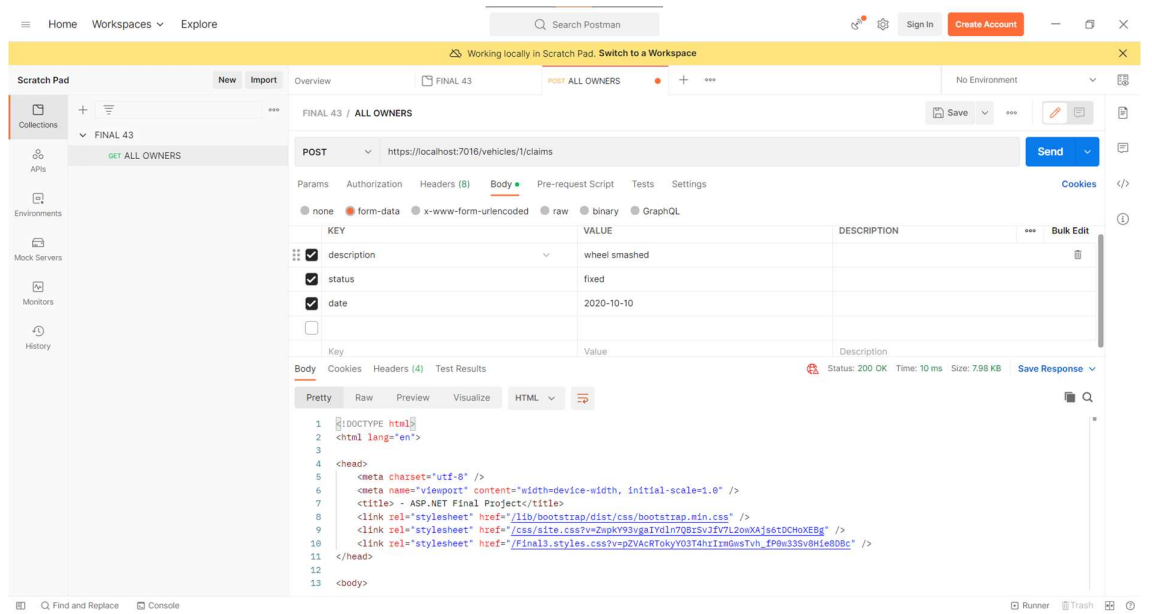 Home Workspaces Explore Search Postman Sign In Create Account
Working locally in Scratch Pad. Switch to a Workspace
Scratch Pad New Import Overview FINAL 43 POST ALL OWNERS No Environment
Collections
FINAL 43
GET ALL OWNERS
APIs
Environments
Mock Servers
Monitors
History
FINAL 43 / ALL OWNERS Save
POST https://localhost:7016/vehicles/1/claims Send
Params Authorization Headers (8) Body Pre-request Script Tests Settings Cookies
none form-data x-www-form-urlencoded raw binary GraphQL
KEY VALUE DESCRIPTION Bulk Edit
description wheel smashed
status fixed
date 2020-10-10
Key Value Description
Body Cookies Headers (4) Test Results Status: 200 OK Time: 10 ms Size: 7.98 KB Save Response
Pretty Raw Preview Visualize HTML
1 <!DOCTYPE html>
2 <html lang="en">
3
4 <head>
5 <meta charset="utf-8" />
6 <meta name="viewport" content="width=device-width, initial-scale=1.0" />
7 <title> - ASP.NET Final Project</title>
8 <link rel="stylesheet" href="/lib/bootstrap/dist/css/bootstrap.min.css" />
9 <link rel="stylesheet" href="/css/site.css?v=ZwpkY93vgaIYdln7QBrSvJfV7L2owXAjs6tDCHoXEBg" />
10 <link rel="stylesheet" href="/Final3.styles.css?v=pZVAcRTokyYO3T4hrIrmGwsTvh_fP0w33Sv8Hie8DBc" />
11 </head>
12
13 <body>
Find and Replace Console Runner Trash